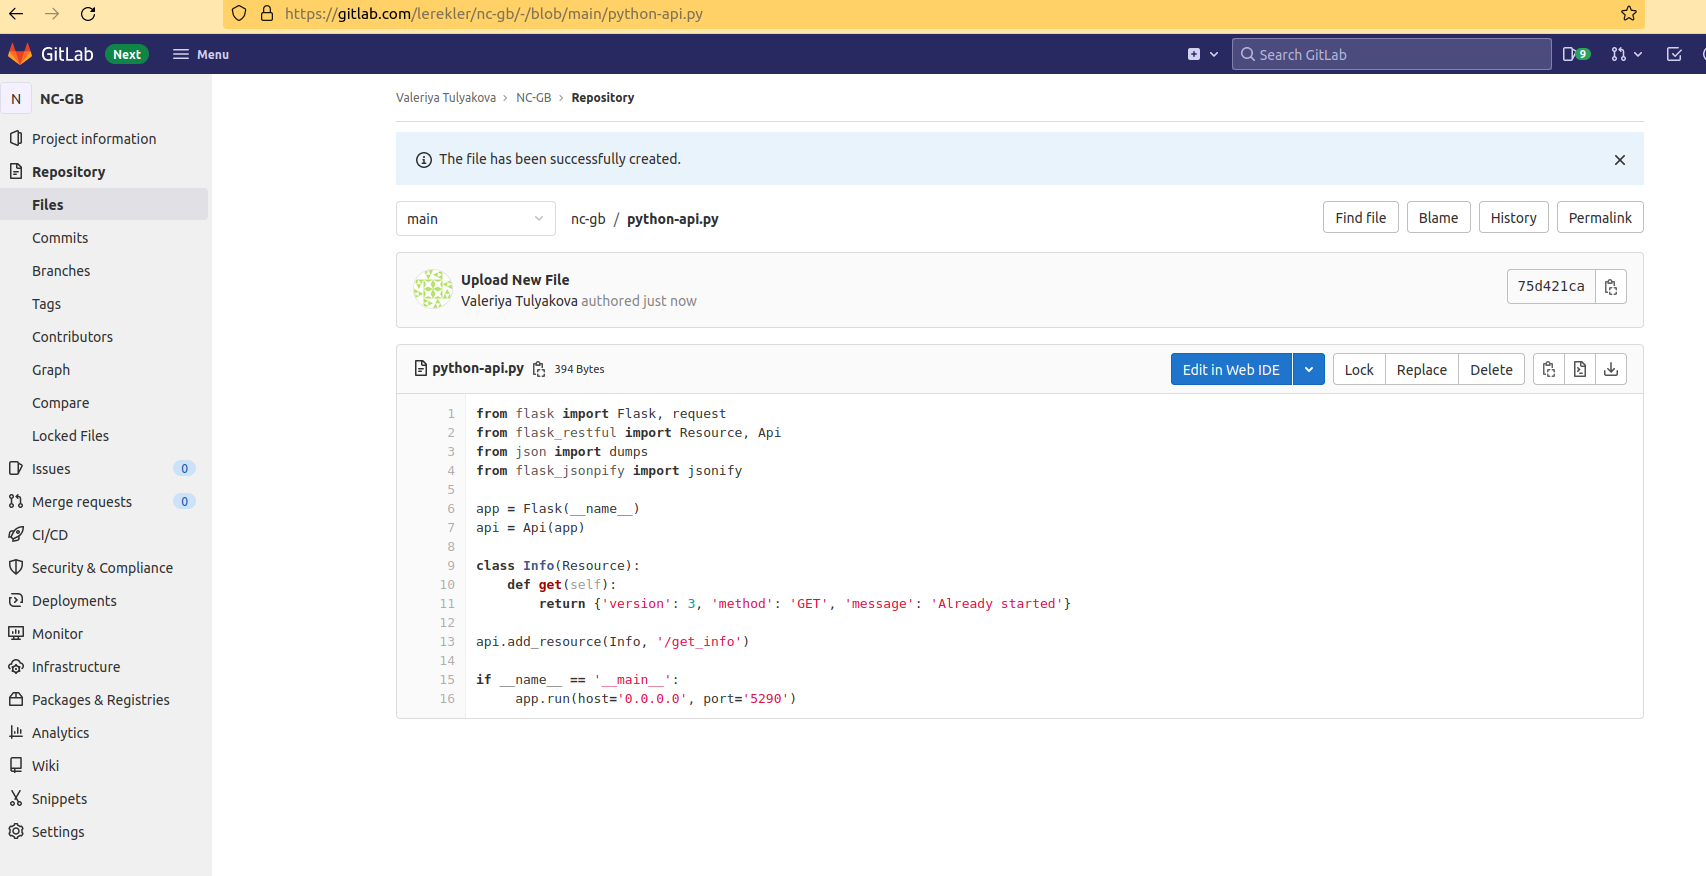 https://gitlab.com/lerekler/nc-gb/-/blob/main/python-api.py
GitLab Next Menu Search GitLab 9
N NC-GB
Project information
Repository
Files
Commits
Branches
Tags
Contributors
Graph
Compare
Locked Files
Issues 0
Merge requests 0
CI/CD
Security & Compliance
Deployments
Monitor
Infrastructure
Packages & Registries
Analytics
Wiki
Snippets
Settings
Valeriya Tulyakova › NC-GB › Repository
The file has been successfully created.
main nc-gb / python-api.py Find file Blame History Permalink
Upload New File
Valeriya Tulyakova authored just now
75d421ca
python-api.py 394 Bytes Edit in Web IDE Lock Replace Delete
1 from flask import Flask, request
2 from flask_restful import Resource, Api
3 from json import dumps
4 from flask_jsonpify import jsonify
5
6 app = Flask(__name__)
7 api = Api(app)
8
9 class Info(Resource):
10     def get(self):
11         return {'version': 3, 'method': 'GET', 'message': 'Already started'}
12
13 api.add_resource(Info, '/get_info')
14
15 if __name__ == '__main__':
16      app.run(host='0.0.0.0', port='5290')